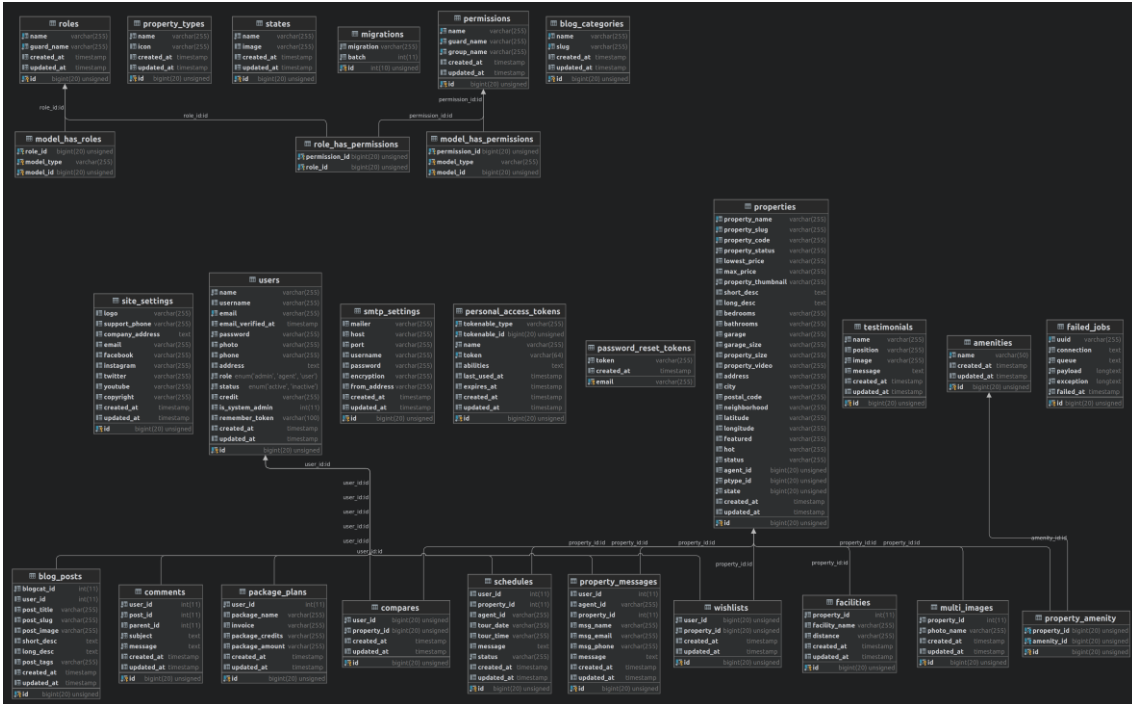 roles
name varchar(255)
guard_name varchar(255)
created_at timestamp
updated_at timestamp
id bigint(20) unsigned
property_types
name varchar(255)
icon varchar(255)
created_at timestamp
updated_at timestamp
id bigint(20) unsigned
states
name varchar(255)
image varchar(255)
created_at timestamp
updated_at timestamp
id bigint(20) unsigned
migrations
migration varchar(255)
batch int(11)
id int(10) unsigned
permissions
name varchar(255)
guard_name varchar(255)
group_name varchar(255)
created_at timestamp
updated_at timestamp
id bigint(20) unsigned
blog_categories
name varchar(255)
slug varchar(255)
created_at timestamp
updated_at timestamp
id bigint(20) unsigned
role_id:id
role_id:id
permission_id:id
permission_id:id
model_has_roles
role_id bigint(20) unsigned
model_type varchar(255)
model_id bigint(20) unsigned
role_has_permissions
permission_id bigint(20) unsigned
role_id bigint(20) unsigned
model_has_permissions
permission_id bigint(20) unsigned
model_type varchar(255)
model_id bigint(20) unsigned
site_settings
logo varchar(255)
support_phone varchar(255)
company_address text
email varchar(255)
facebook varchar(255)
instagram varchar(255)
twitter varchar(255)
youtube varchar(255)
copyright varchar(255)
created_at timestamp
updated_at timestamp
id bigint(20) unsigned
users
name varchar(255)
username varchar(255)
email varchar(255)
email_verified_at timestamp
password varchar(255)
photo varchar(255)
phone varchar(255)
address text
role enum('admin', 'agent', 'user')
status enum('active', 'inactive')
credit varchar(255)
is_system_admin int(11)
remember_token varchar(100)
created_at timestamp
updated_at timestamp
id bigint(20) unsigned
smtp_settings
mailer varchar(255)
host varchar(255)
port varchar(255)
username varchar(255)
password varchar(255)
encryption varchar(255)
from_address varchar(255)
created_at timestamp
updated_at timestamp
id bigint(20) unsigned
personal_access_tokens
tokenable_type varchar(255)
tokenable_id bigint(20) unsigned
name varchar(255)
token varchar(64)
abilities text
last_used_at timestamp
expires_at timestamp
created_at timestamp
updated_at timestamp
id bigint(20) unsigned
password_reset_tokens
token varchar(255)
created_at timestamp
email varchar(255)
properties
property_name varchar(255)
property_slug varchar(255)
property_code varchar(255)
property_status varchar(255)
lowest_price varchar(255)
max_price varchar(255)
property_thumbnail varchar(255)
short_desc text
long_desc text
bedrooms varchar(255)
bathrooms varchar(255)
garage varchar(255)
garage_size varchar(255)
property_size varchar(255)
property_video varchar(255)
address varchar(255)
city varchar(255)
postal_code varchar(255)
neighborhood varchar(255)
latitude varchar(255)
longitude varchar(255)
featured varchar(255)
hot varchar(255)
status varchar(255)
agent_id bigint(20) unsigned
ptype_id bigint(20) unsigned
state bigint(20) unsigned
created_at timestamp
updated_at timestamp
id bigint(20) unsigned
testimonials
name varchar(255)
position varchar(255)
image varchar(255)
message text
created_at timestamp
updated_at timestamp
id bigint(20) unsigned
amenities
name varchar(50)
created_at timestamp
updated_at timestamp
id bigint(20) unsigned
failed_jobs
uuid varchar(255)
connection text
queue text
payload longtext
exception longtext
failed_at timestamp
id bigint(20) unsigned
user_id:id
user_id:id
user_id:id
user_id:id
user_id:id
user_id:id
user_id:id
property_id:id
property_id:id
property_id:id
property_id:id
property_id:id
property_id:id
property_id:id
amenity_id:id
blog_posts
blogcat_id int(11)
user_id int(11)
post_title varchar(255)
post_slug varchar(255)
post_image varchar(255)
short_desc text
long_desc text
post_tags varchar(255)
created_at timestamp
updated_at timestamp
id bigint(20) unsigned
comments
user_id int(11)
post_id int(11)
parent_id int(11)
subject text
message text
created_at timestamp
updated_at timestamp
id bigint(20) unsigned
package_plans
user_id int(11)
package_name varchar(255)
invoice varchar(255)
package_credits varchar(255)
package_amount varchar(255)
created_at timestamp
updated_at timestamp
id bigint(20) unsigned
compares
user_id bigint(20) unsigned
property_id bigint(20) unsigned
created_at timestamp
updated_at timestamp
id bigint(20) unsigned
schedules
user_id int(11)
property_id int(11)
agent_id varchar(255)
tour_date varchar(255)
tour_time varchar(255)
message text
status varchar(255)
created_at timestamp
updated_at timestamp
id bigint(20) unsigned
property_messages
user_id int(11)
agent_id varchar(255)
property_id int(11)
msg_name varchar(255)
msg_email varchar(255)
msg_phone varchar(255)
message text
created_at timestamp
updated_at timestamp
id bigint(20) unsigned
wishlists
user_id bigint(20) unsigned
property_id bigint(20) unsigned
created_at timestamp
updated_at timestamp
id bigint(20) unsigned
facilities
property_id int(11)
facility_name varchar(255)
distance varchar(255)
created_at timestamp
updated_at timestamp
id bigint(20) unsigned
multi_images
property_id int(11)
photo_name varchar(255)
created_at timestamp
updated_at timestamp
id bigint(20) unsigned
property_amenity
property_id bigint(20) unsigned
amenity_id bigint(20) unsigned